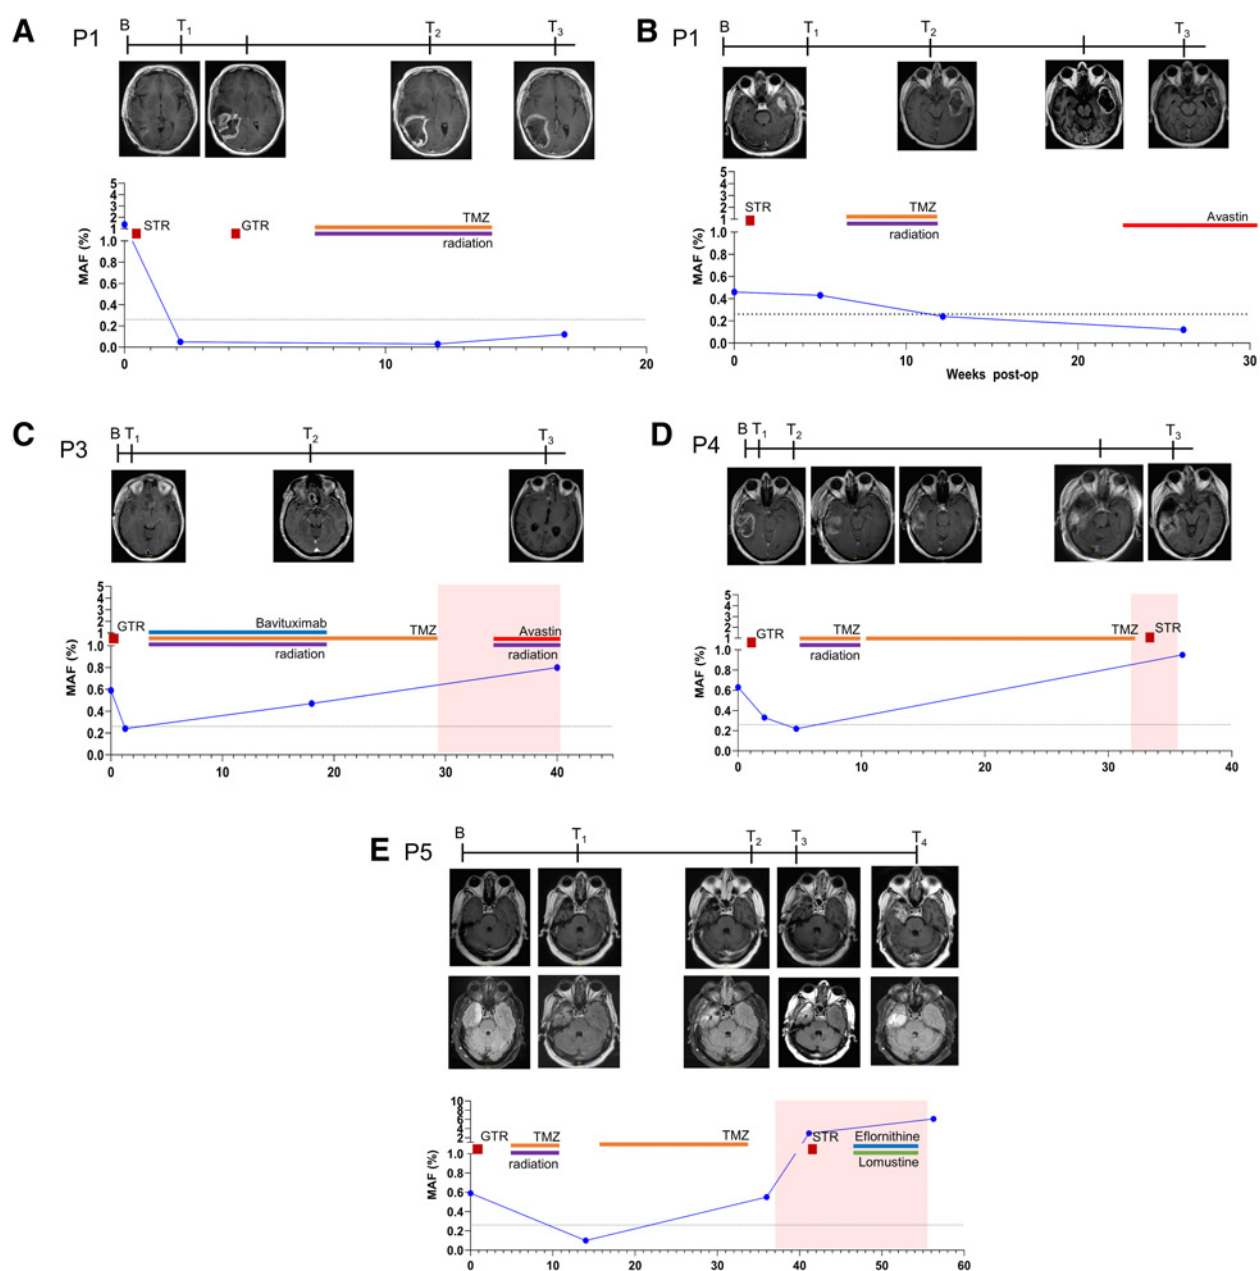 A P1 B T1 T2 T3
5
4
3
2
1
1.0
0.8
0.6
0.4
0.2
0.0
MAF (%)
STR GTR TMZ
radiation
0 10 20
B P1 B T1 T2 T3
5
4
3
2
1
1.0
0.8
0.6
0.4
0.2
0.0
MAF (%)
STR TMZ Avastin
radiation
0 10 20 30
Weeks post-op
C P3 B T1 T2 T3
5
4
3
2
1
1.0
0.8
0.6
0.4
0.2
0.0
MAF (%)
GTR Bavituximab TMZ Avastin
radiation radiation
0 10 20 30 40
D P4 B T1 T2 T3
5
4
3
2
1
1.0
0.8
0.6
0.4
0.2
0.0
MAF (%)
GTR TMZ TMZ STR
radiation
0 10 20 30 40
E P5 B T1 T2 T3 T4
10
8
6
4
2
1.0
0.8
0.6
0.4
0.2
0.0
MAF (%)
GTR TMZ TMZ STR Eflornithine
radiation Lomustine
0 10 20 30 40 50 60